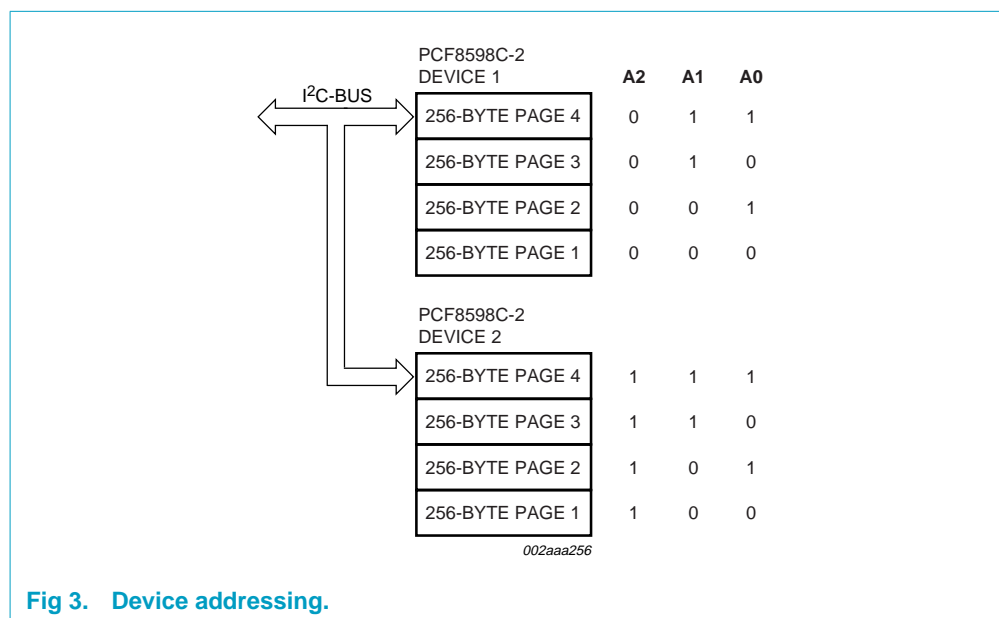 PCF8598C-2
DEVICE 1 A2 A1 A0
I²C-BUS
256-BYTE PAGE 4 0 1 1
256-BYTE PAGE 3 0 1 0
256-BYTE PAGE 2 0 0 1
256-BYTE PAGE 1 0 0 0
PCF8598C-2
DEVICE 2
256-BYTE PAGE 4 1 1 1
256-BYTE PAGE 3 1 1 0
256-BYTE PAGE 2 1 0 1
256-BYTE PAGE 1 1 0 0
002aaa256
Fig 3. Device addressing.